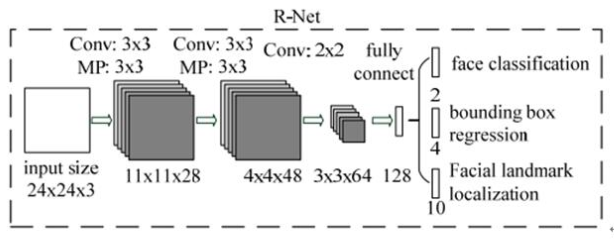 R-Net
Conv: 3x3
MP: 3x3
Conv: 3x3
MP: 3x3
Conv: 2x2
fully
connect
face classification
2
bounding box
regression
4
Facial landmark
localization
10
input size
24x24x3
11x11x28
4x4x48
3x3x64
128